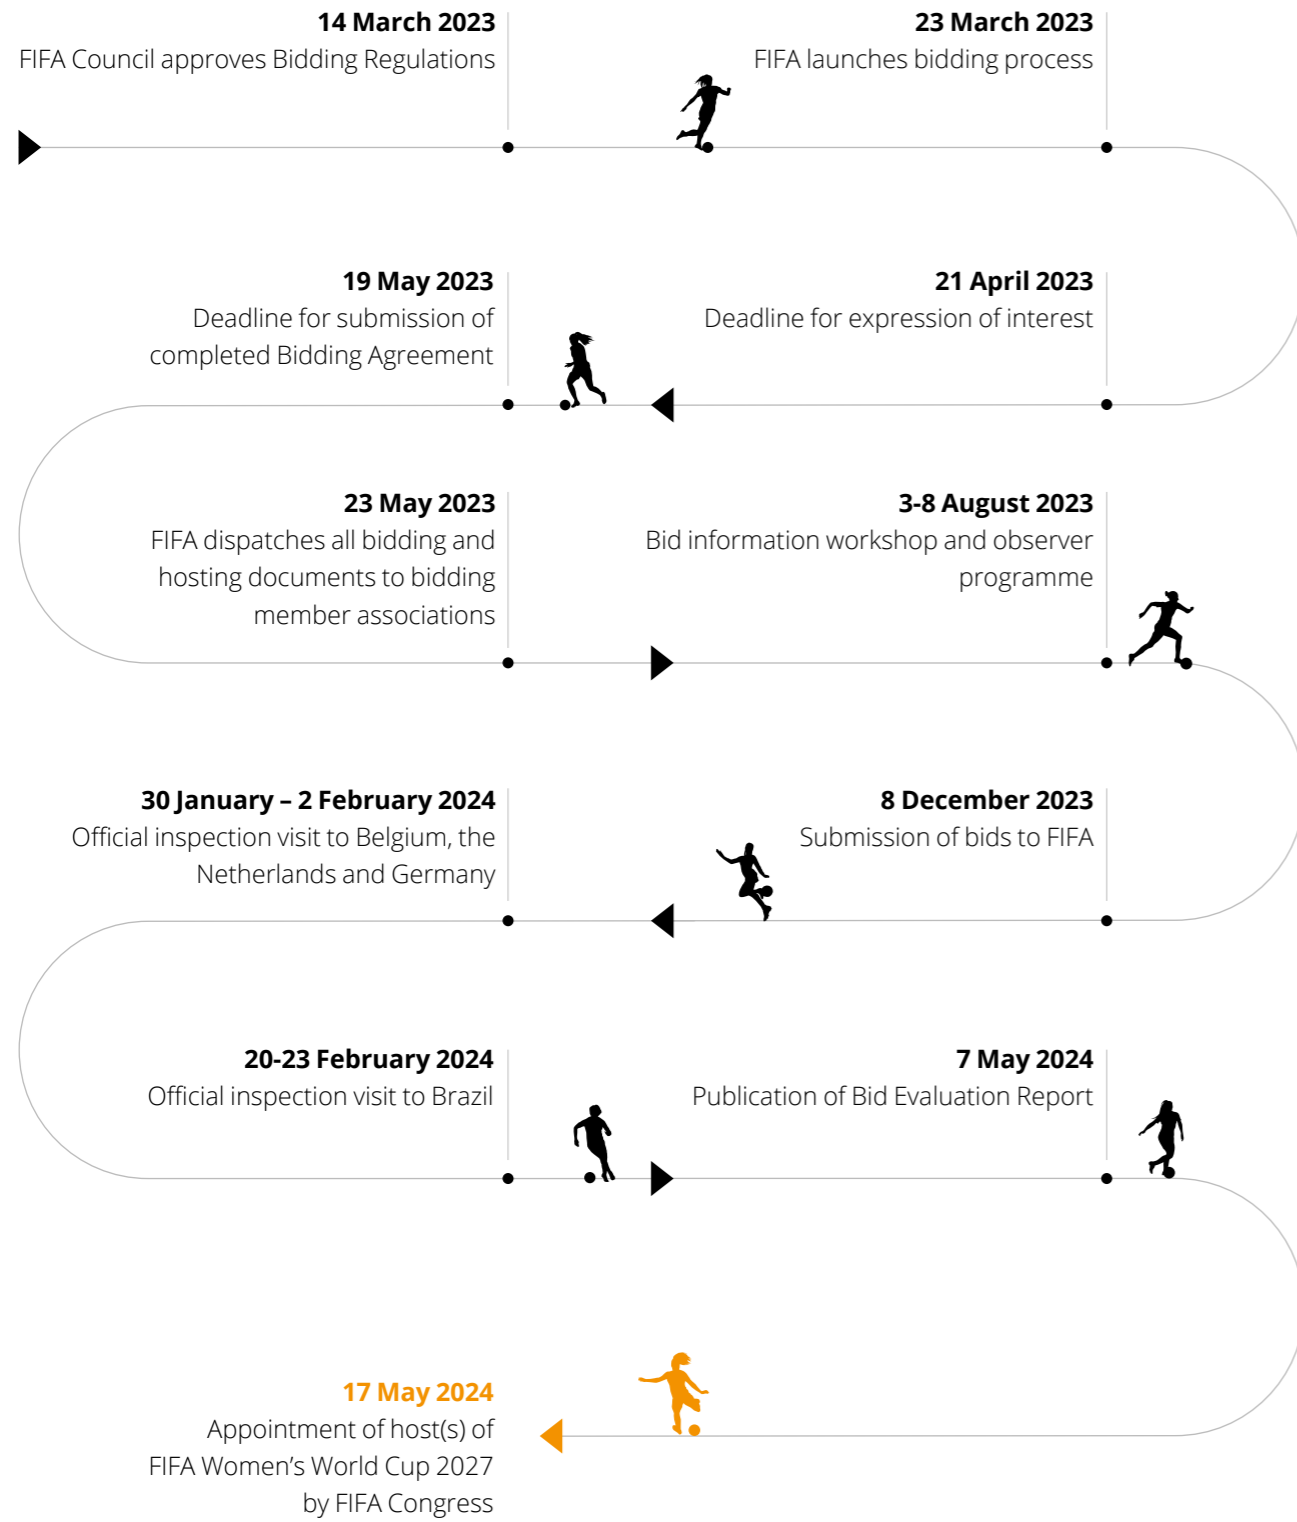 14 March 2023
FIFA Council approves Bidding Regulations
23 March 2023
FIFA launches bidding process
21 April 2023
Deadline for expression of interest
19 May 2023
Deadline for submission of
completed Bidding Agreement
23 May 2023
FIFA dispatches all bidding and
hosting documents to bidding
member associations
3-8 August 2023
Bid information workshop and observer
programme
8 December 2023
Submission of bids to FIFA
30 January – 2 February 2024
Official inspection visit to Belgium, the
Netherlands and Germany
20-23 February 2024
Official inspection visit to Brazil
7 May 2024
Publication of Bid Evaluation Report
17 May 2024
Appointment of host(s) of
FIFA Women’s World Cup 2027
by FIFA Congress